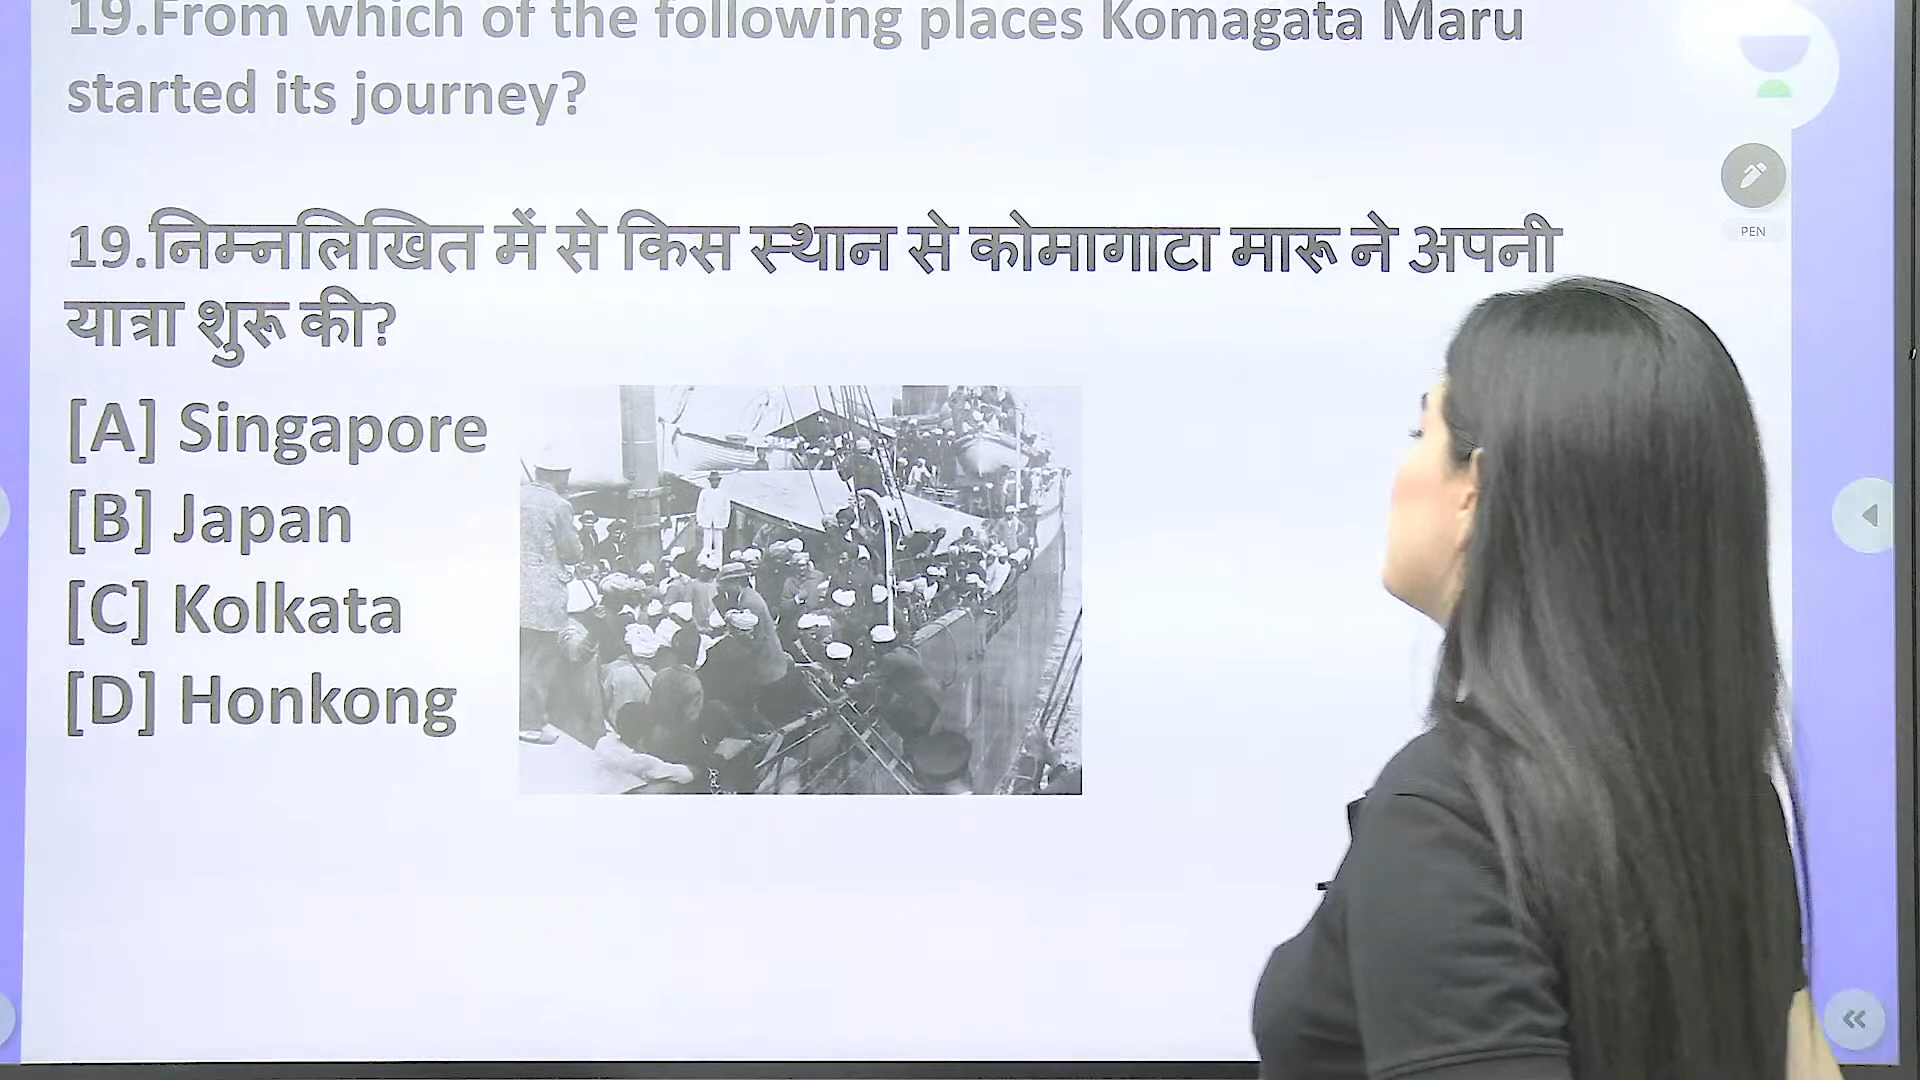 19.From which of the following places Komagata Maru
started its journey?
PEN
19.निम्नलिखित में से किस स्थान से कोमागाटा मारू ने अपनी
यात्रा शुरू की?
[A] Singapore
[B] Japan
[C] Kolkata
[D] Honkong